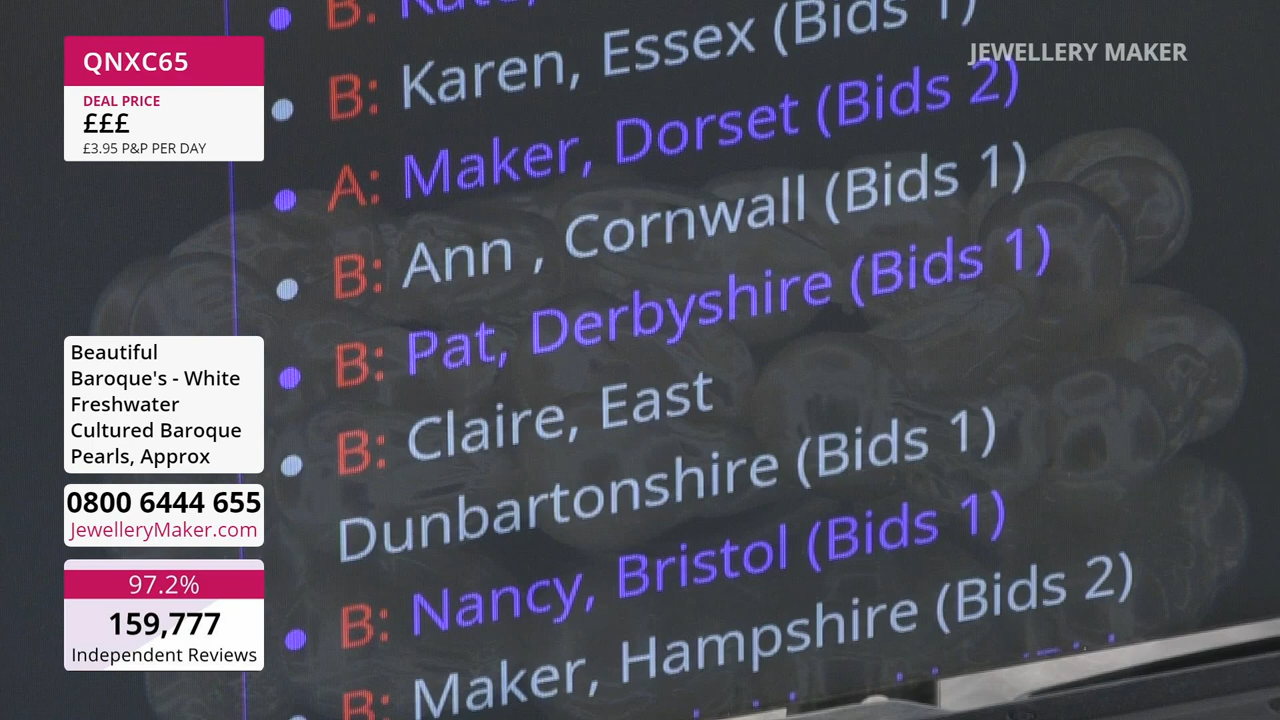 QNXC65
DEAL PRICE
£££
£3.95 P&P PER DAY
Beautiful
Baroque's - White
Freshwater
Cultured Baroque
Pearls, Approx
0800 6444 655
JewelleryMaker.com
97.2%
159,777
Independent Reviews
JEWELLERY MAKER
B:
B: Karen, Essex (Bids 1)
A: Maker, Dorset (Bids 2)
B: Ann , Cornwall (Bids 1)
B: Pat, Derbyshire (Bids 1)
B: Claire, East
Dunbartonshire (Bids 1)
B: Nancy, Bristol (Bids 1)
B: Maker, Hampshire (Bids 2)